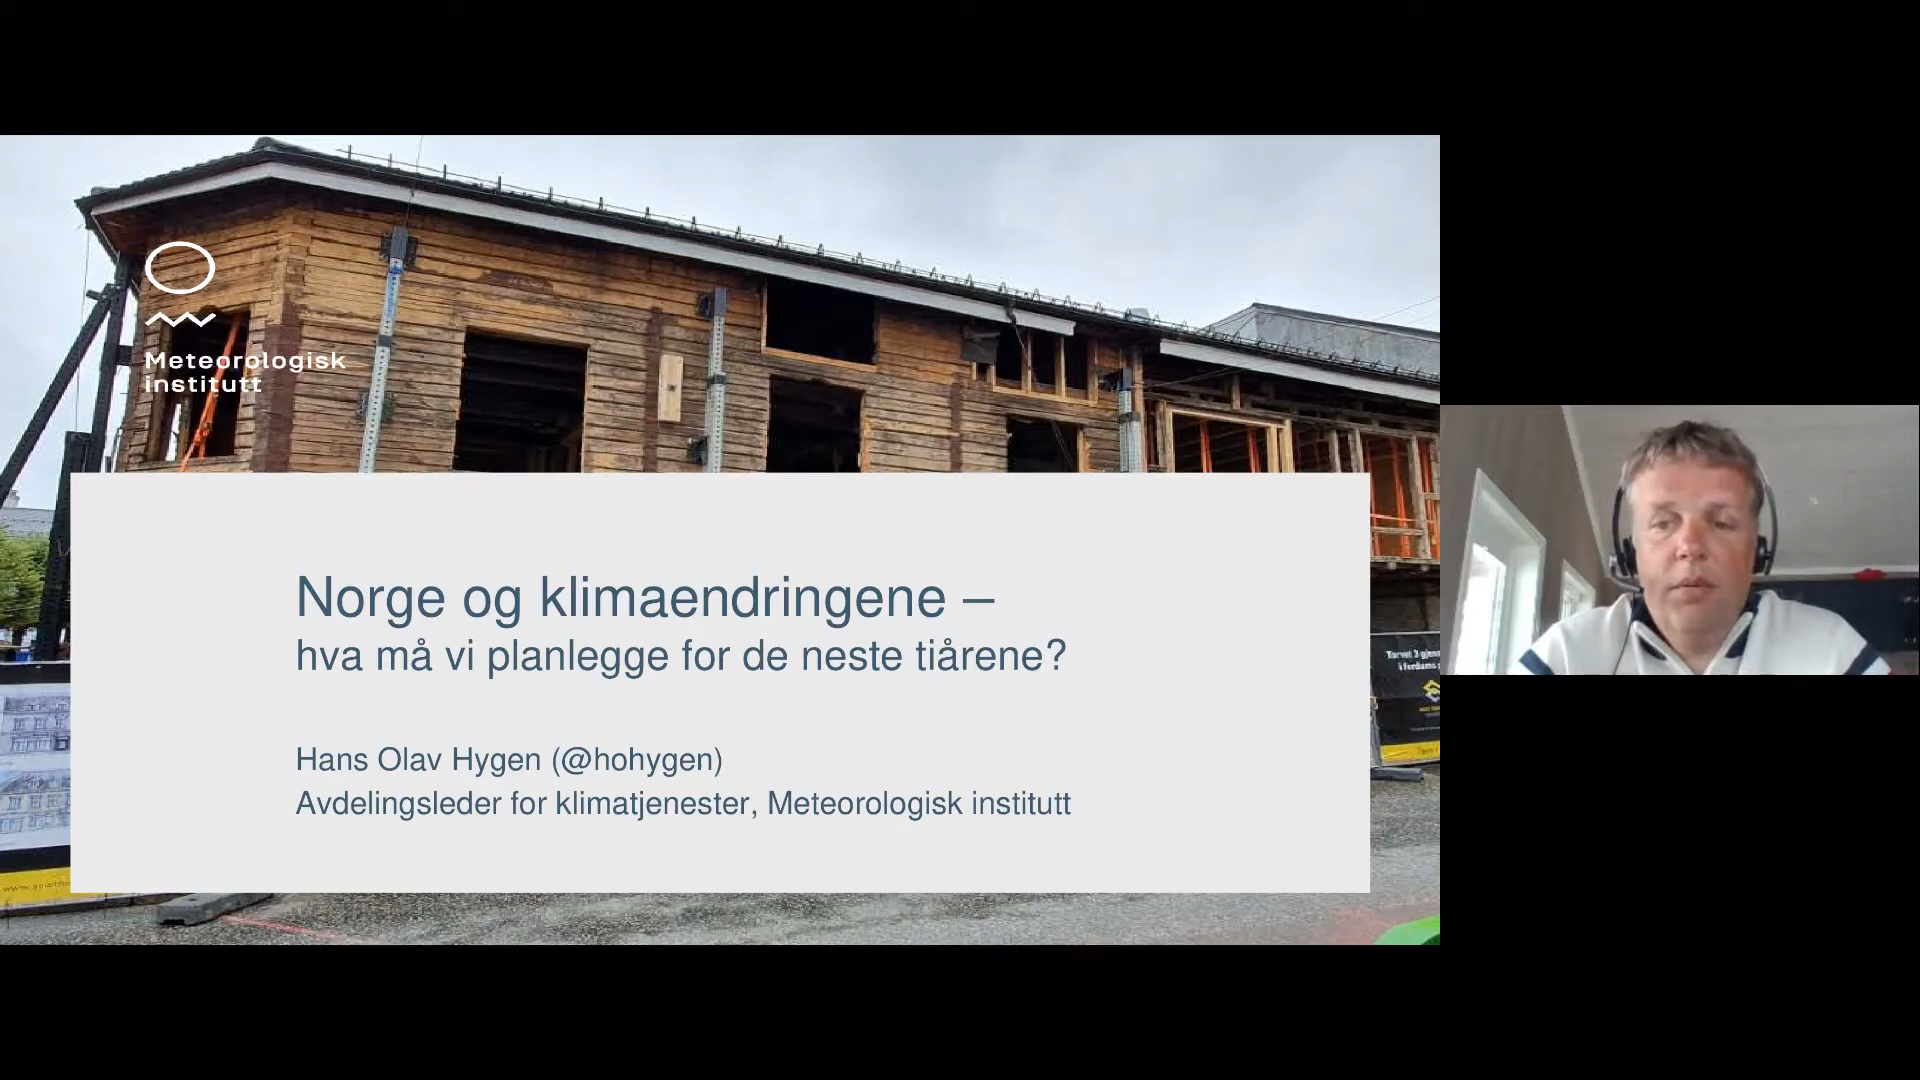 Meteorologisk
institutt
Norge og klimaendringene –
hva må vi planlegge for de neste tiårene?
Hans Olav Hygen (@hohygen)
Avdelingsleder for klimatjenester, Meteorologisk institutt